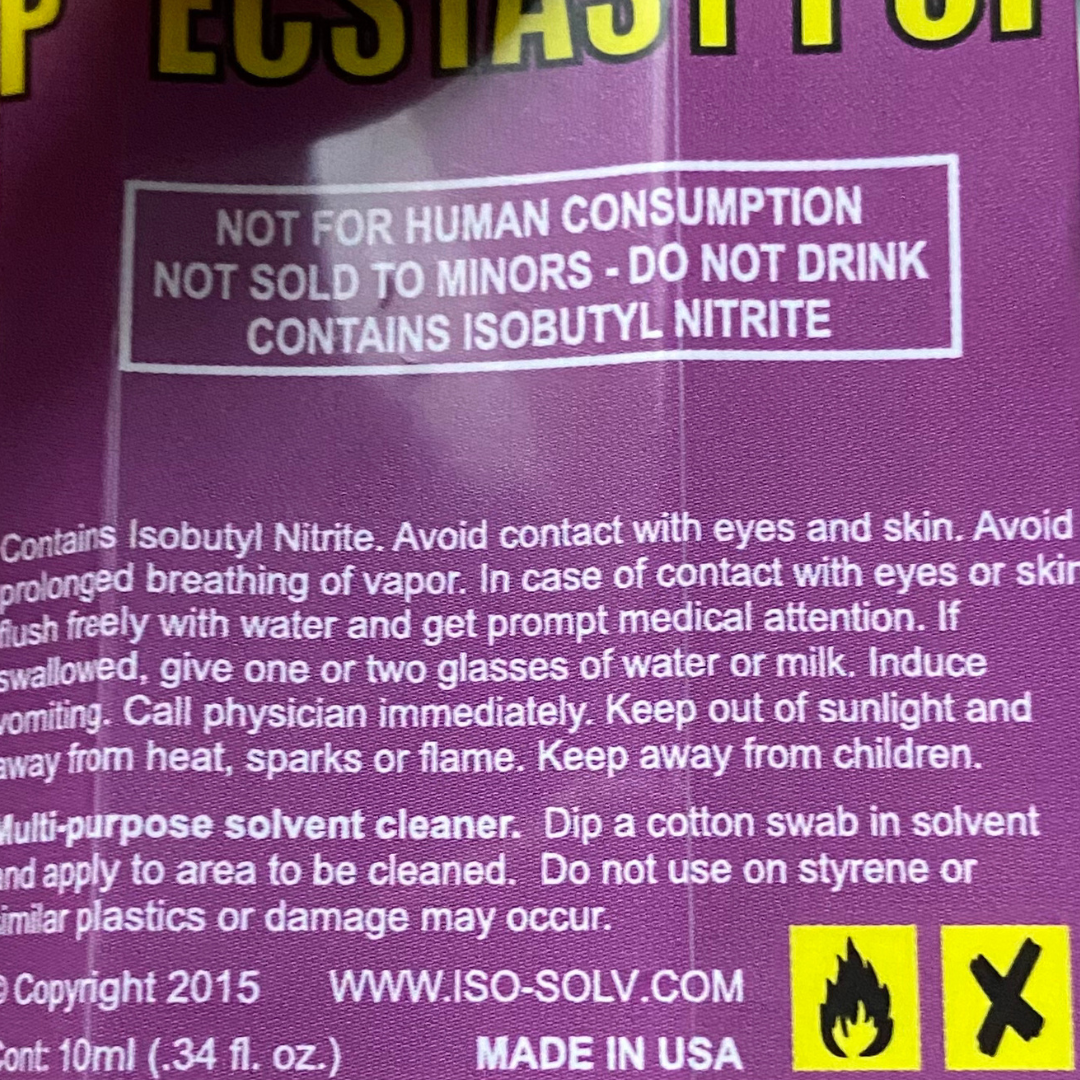 P ECSTASY POP
NOT FOR HUMAN CONSUMPTION
NOT SOLD TO MINORS - DO NOT DRINK
CONTAINS ISOBUTYL NITRITE
Contains Isobutyl Nitrite. Avoid contact with eyes and skin. Avoid
prolonged breathing of vapor. In case of contact with eyes or skin
flush freely with water and get prompt medical attention. If
swallowed, give one or two glasses of water or milk. Induce
vomiting. Call physician immediately. Keep out of sunlight and
away from heat, sparks or flame. Keep away from children.
Multi-purpose solvent cleaner. Dip a cotton swab in solvent
and apply to area to be cleaned. Do not use on styrene or
similar plastics or damage may occur.
© Copyright 2015 WWW.ISO-SOLV.COM
Cont: 10ml (.34 fl. oz.) MADE IN USA